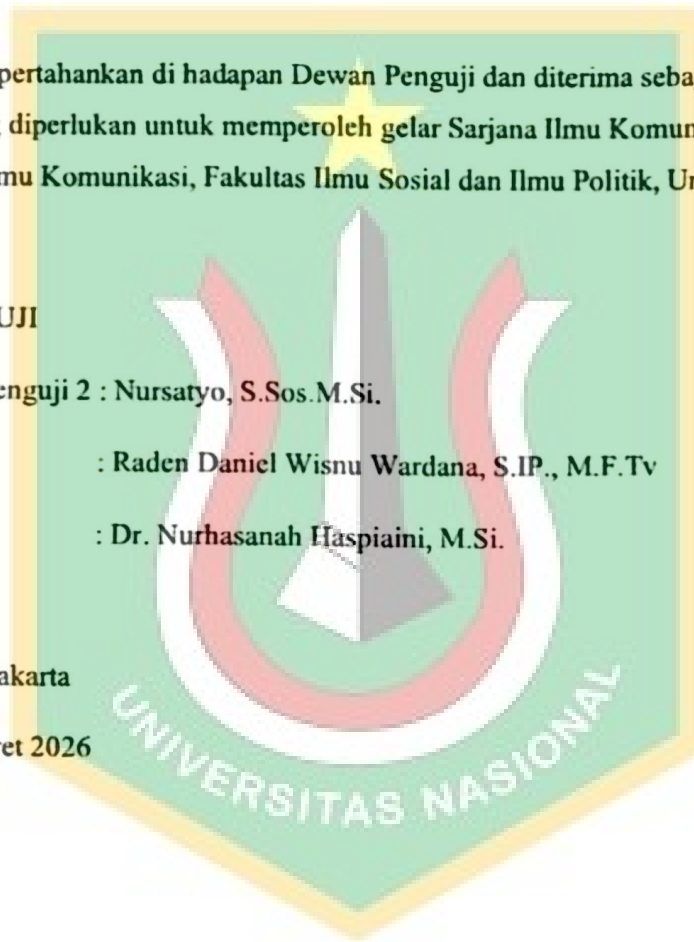 pertahankan di hadapan Dewan Penguji dan diterima seba
diperlukan untuk memperoleh gelar Sarjana Ilmu Komun
mu Komunikasi, Fakultas Ilmu Sosial dan Ilmu Politik, Un
UJI
enguji 2 : Nursatyo, S.Sos.M.Si.
: Raden Daniel Wisnu Wardana, S.IP., M.F.Tv
: Dr. Nurhasanah Haspiaini, M.Si.
akarta
ret 2026
UNIVERSITAS NASIONAL